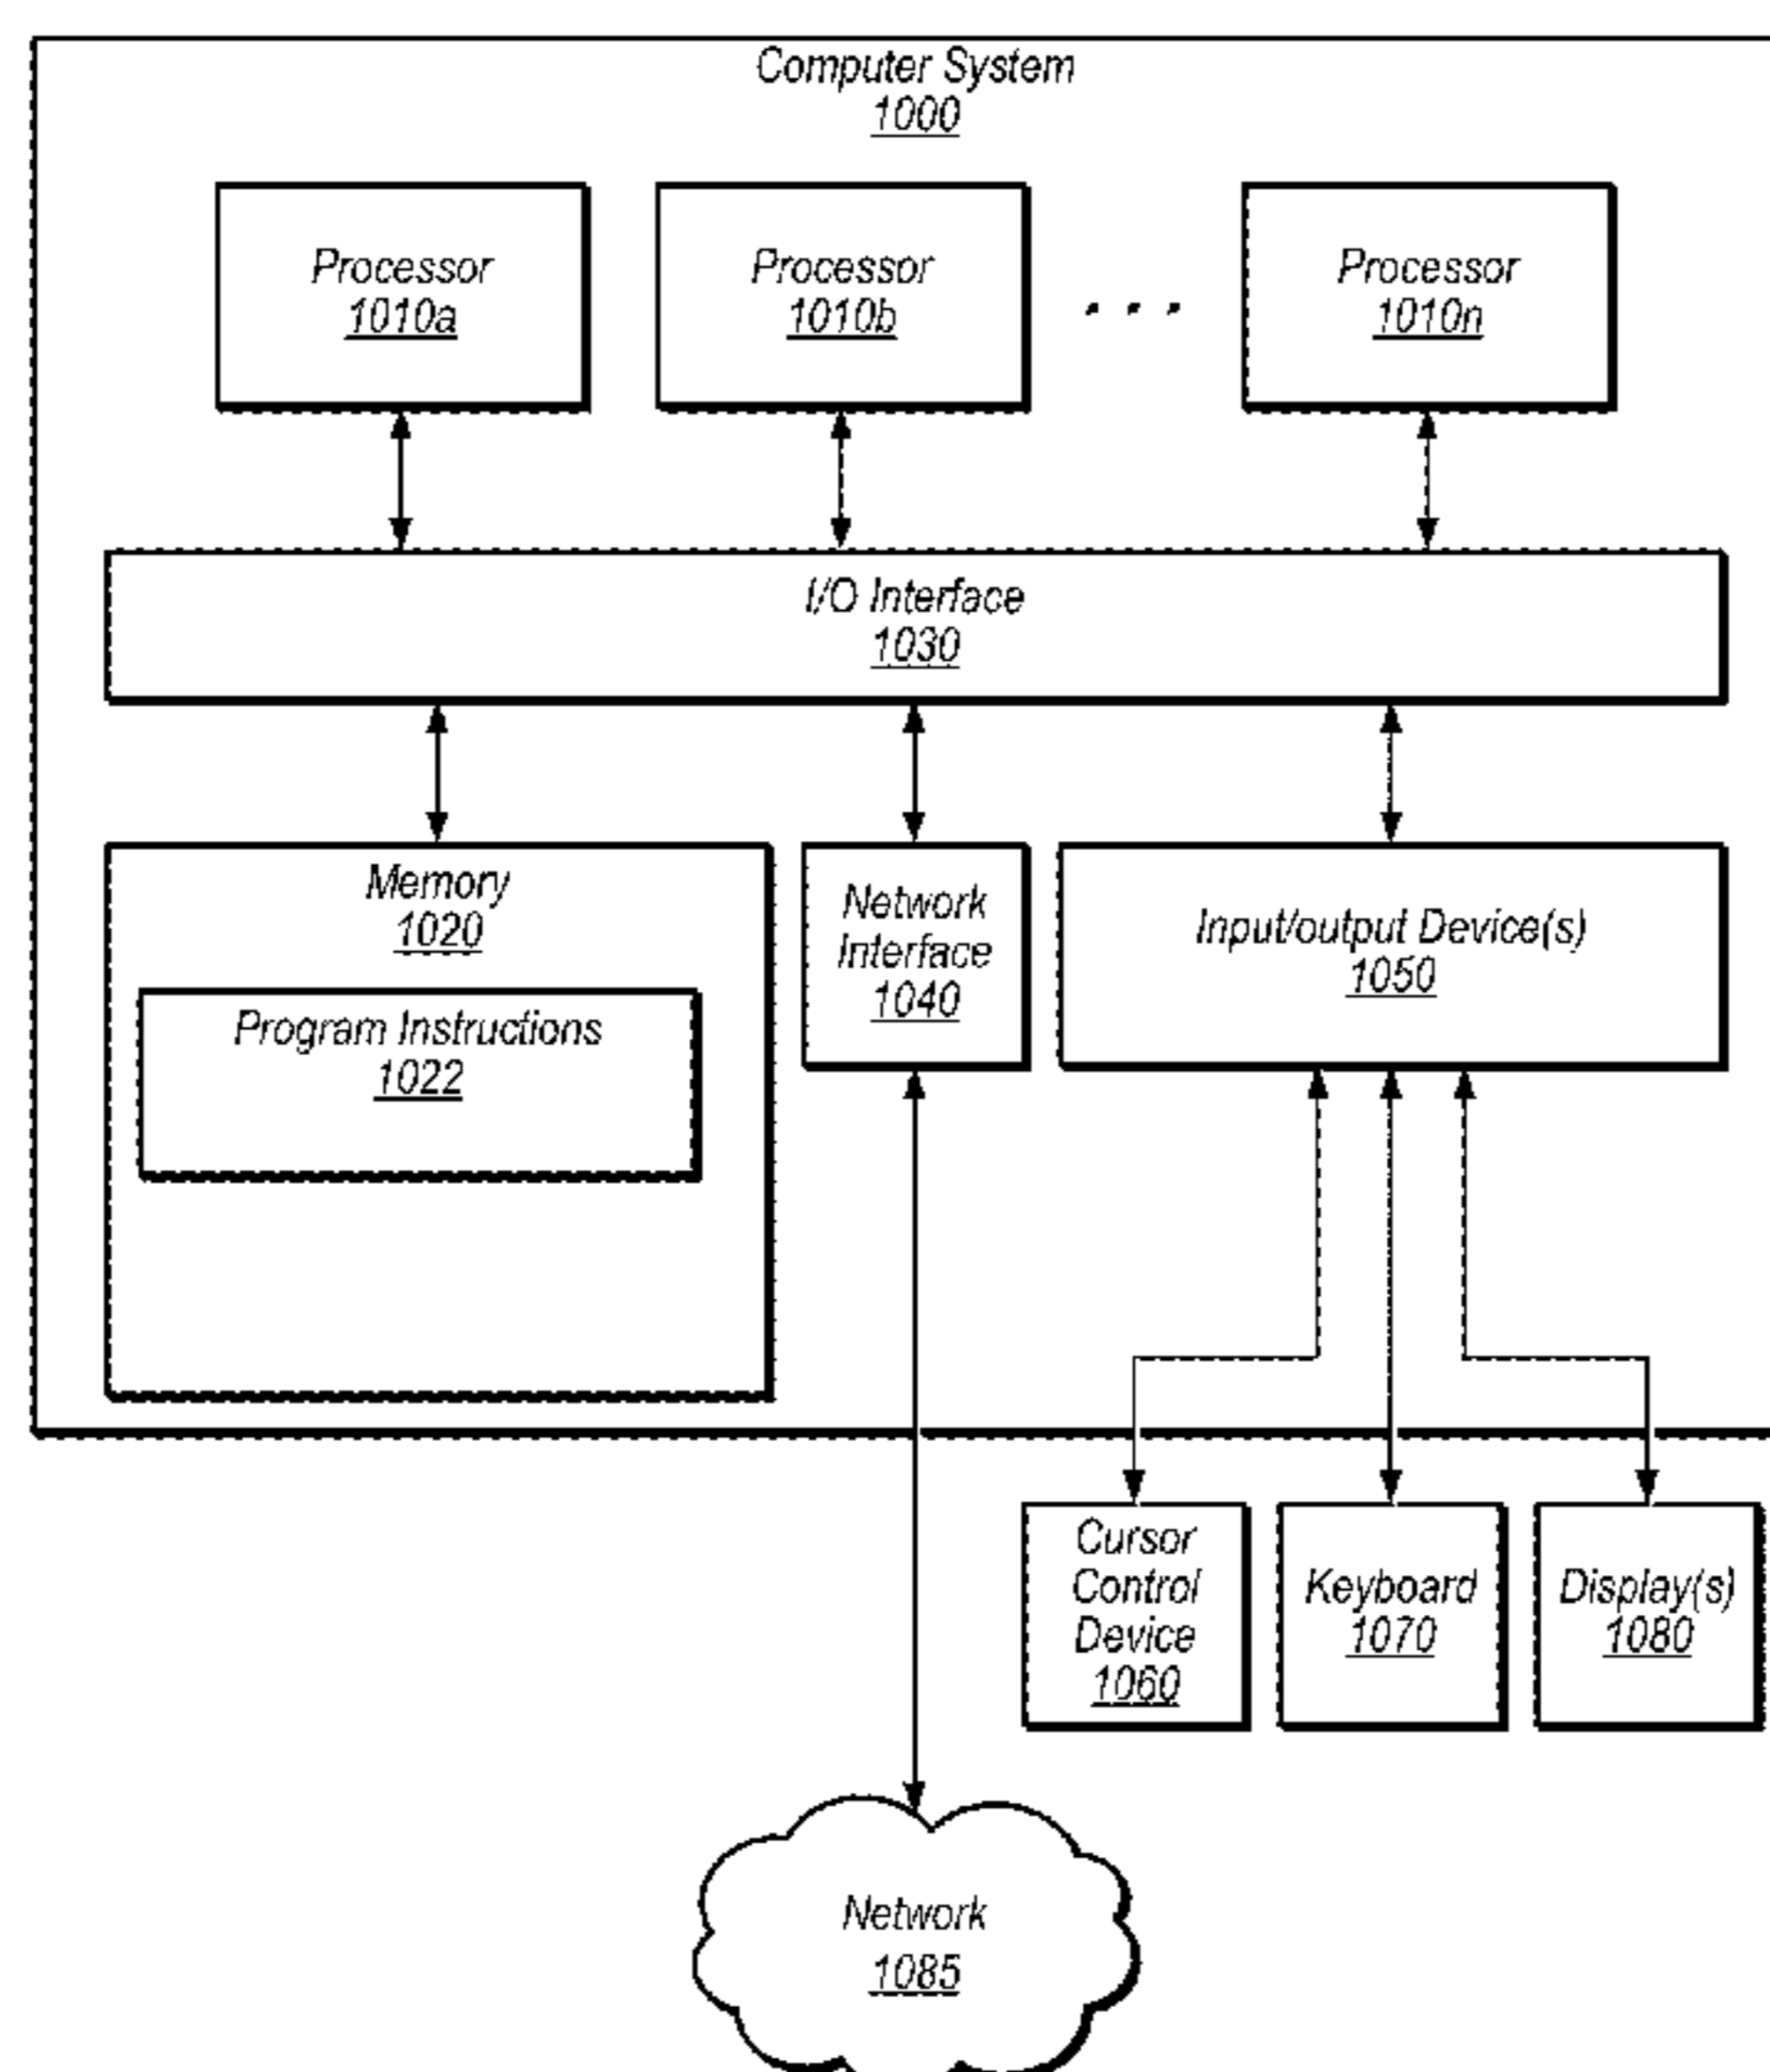 Computer System
1000
Processor
1010a
Processor
1010b
. . .
Processor
1010n
I/O Interface
1030
Memory
1020
Program Instructions
1022
Network
Interface
1040
Input/output Device(s)
1050
Cursor
Control
Device
1060
Keyboard
1070
Display(s)
1080
Network
1085